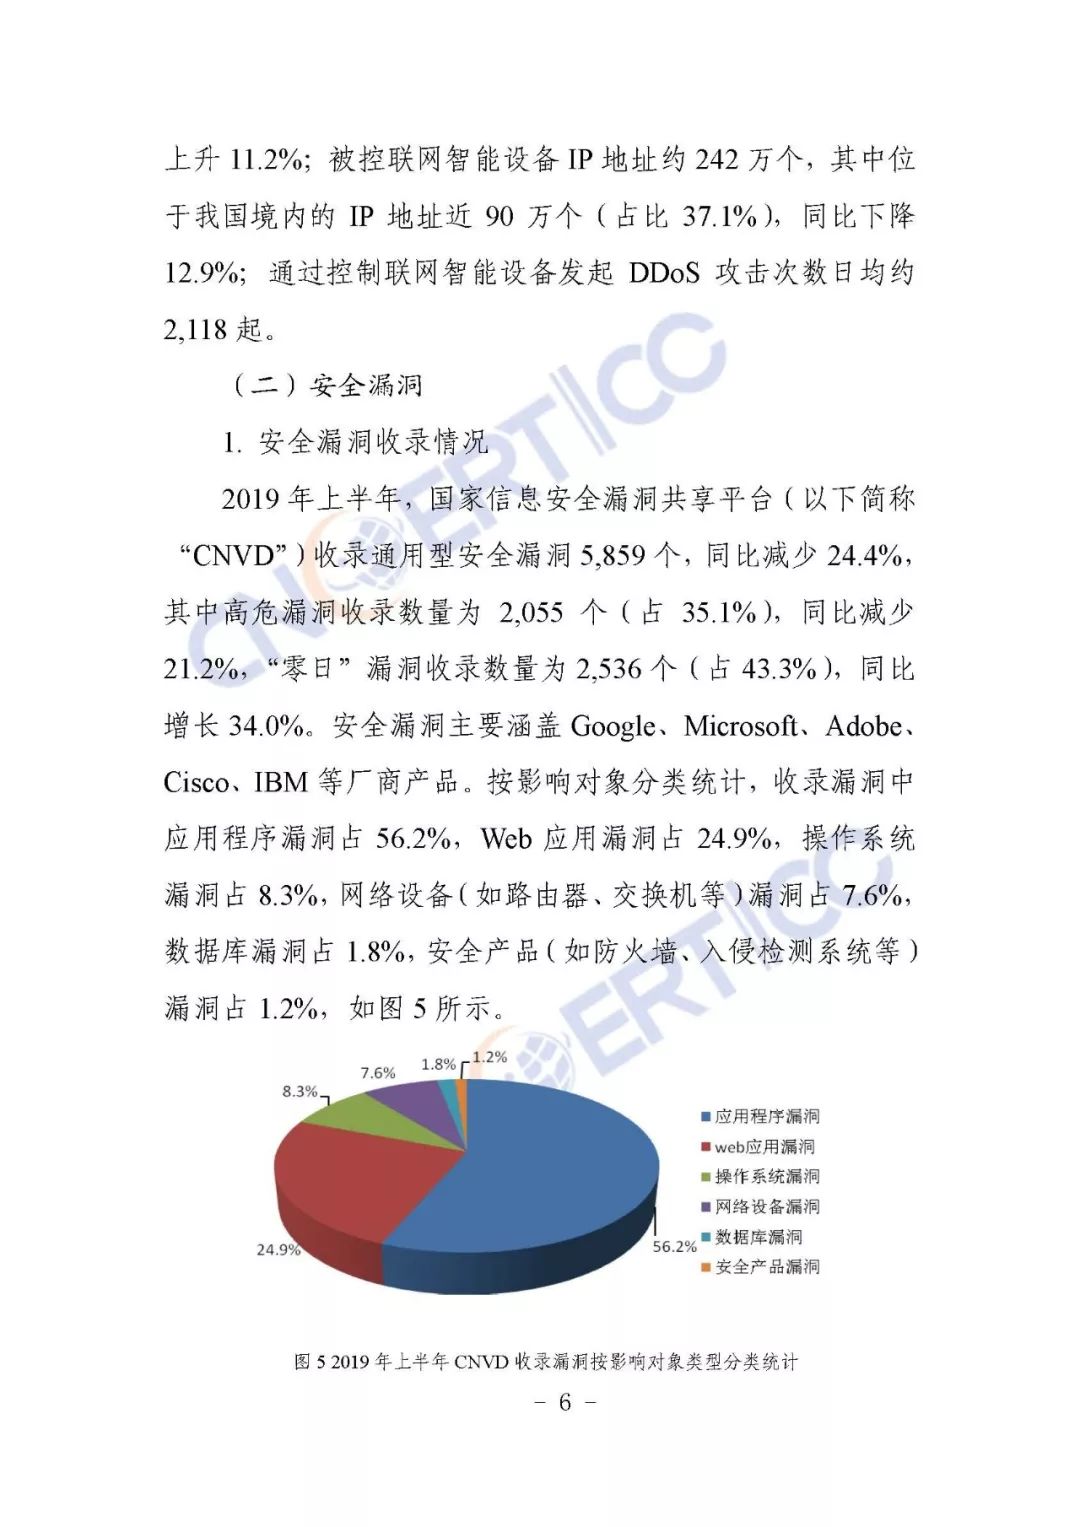 上升 11.2%；被控联网智能设备 IP 地址约 242 万个，其中位
于我国境内的 IP 地址近 90 万个（占比 37.1%），同比下降
12.9%；通过控制联网智能设备发起 DDoS 攻击次数日均约
2,118 起。
（二）安全漏洞
1. 安全漏洞收录情况
2019 年上半年，国家信息安全漏洞共享平台（以下简称
“CNVD”）收录通用型安全漏洞 5,859 个，同比减少 24.4%，
其中高危漏洞收录数量为 2,055 个（占 35.1%），同比减少
21.2%，“零日”漏洞收录数量为 2,536 个（占 43.3%），同比
增长 34.0%。安全漏洞主要涵盖 Google、Microsoft、Adobe、
Cisco、IBM 等厂商产品。按影响对象分类统计，收录漏洞中
应用程序漏洞占 56.2%，Web 应用漏洞占 24.9%，操作系统
漏洞占 8.3%，网络设备（如路由器、交换机等）漏洞占 7.6%，
数据库漏洞占 1.8%，安全产品（如防火墙、入侵检测系统等）
漏洞占 1.2%，如图 5 所示。
1.2%
1.8%
7.6%
8.3%
24.9%
56.2%
应用程序漏洞
web应用漏洞
操作系统漏洞
网络设备漏洞
数据库漏洞
安全产品漏洞
图 5 2019 年上半年 CNVD 收录漏洞按影响对象类型分类统计
- 6 -
CNCERT/CC
CNCERT/CC